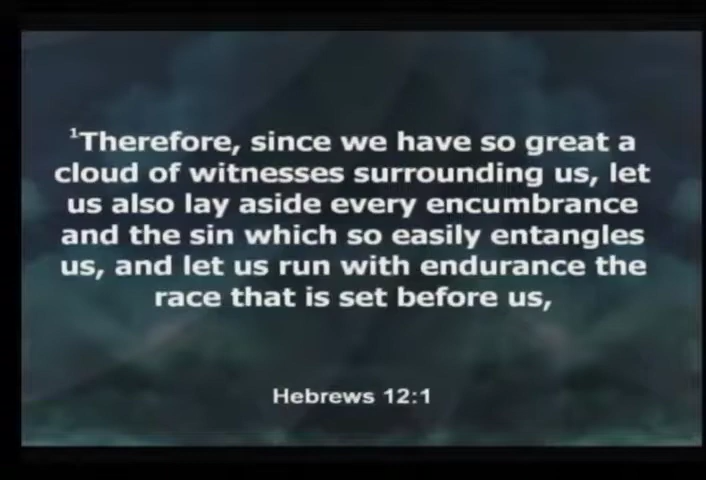 ¹Therefore, since we have so great a
cloud of witnesses surrounding us, let
us also lay aside every encumbrance
and the sin which so easily entangles
us, and let us run with endurance the
race that is set before us,
Hebrews 12:1